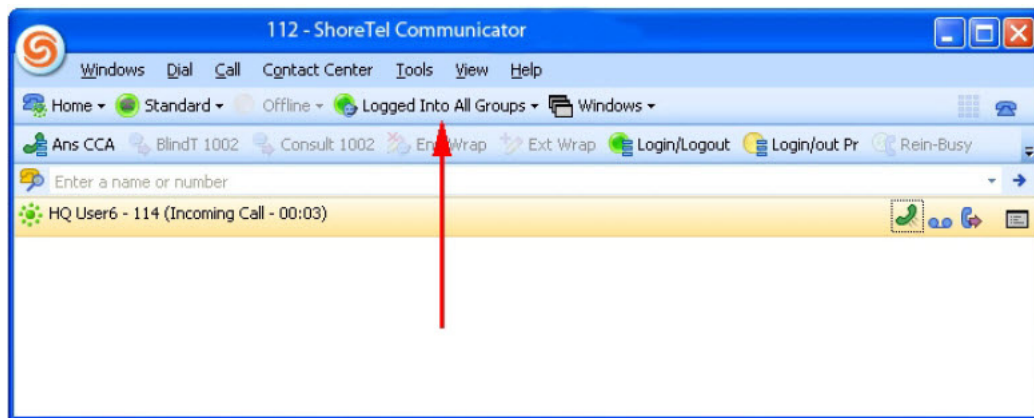 112 - ShoreTel Communicator
Windows Dial Call Contact Center Tools View Help
Home Standard Offline Logged Into All Groups Windows
Ans CCA BlindT 1002 Consult 1002 End Wrap Ext Wrap Login/Logout Login/out Pr Rein-Busy
Enter a name or number
HQ User6 - 114 (Incoming Call - 00:03)